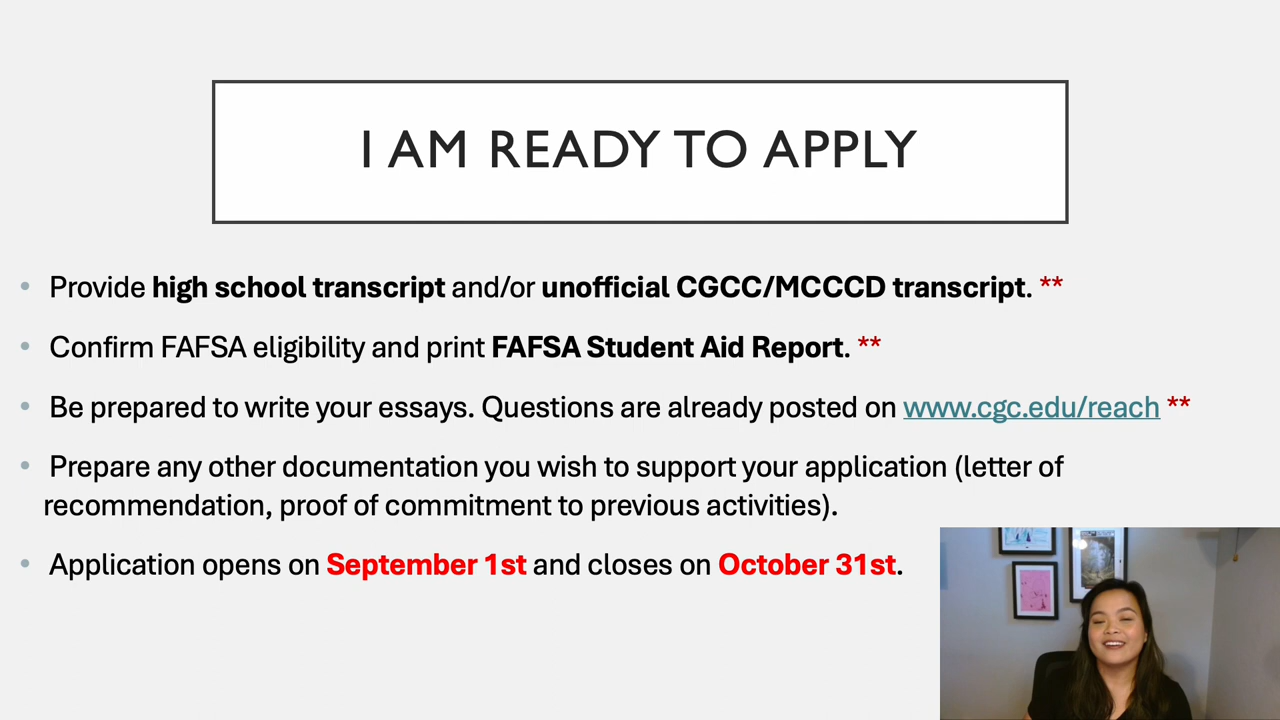 I AM READY TO APPLY
• Provide high school transcript and/or unofficial CGCC/MCCCD transcript. **
• Confirm FAFSA eligibility and print FAFSA Student Aid Report. **
• Be prepared to write your essays. Questions are already posted on www.cgc.edu/reach **
• Prepare any other documentation you wish to support your application (letter of
recommendation, proof of commitment to previous activities).
• Application opens on September 1st and closes on October 31st.